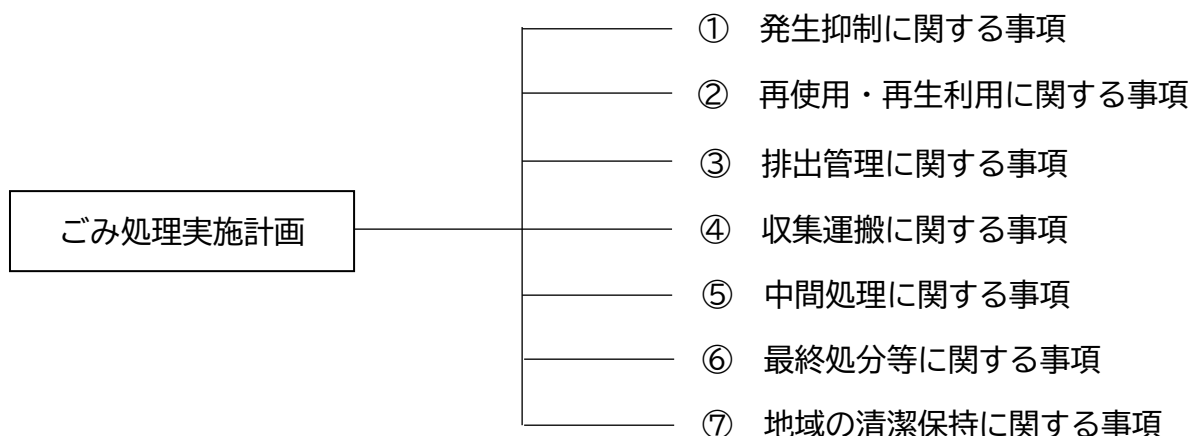 ① 発生抑制に関する事項
② 再使用・再生利用に関する事項
③ 排出管理に関する事項
ごみ処理実施計画
④ 収集運搬に関する事項
⑤ 中間処理に関する事項
⑥ 最終処分等に関する事項
⑦ 地域の清潔保持に関する事項